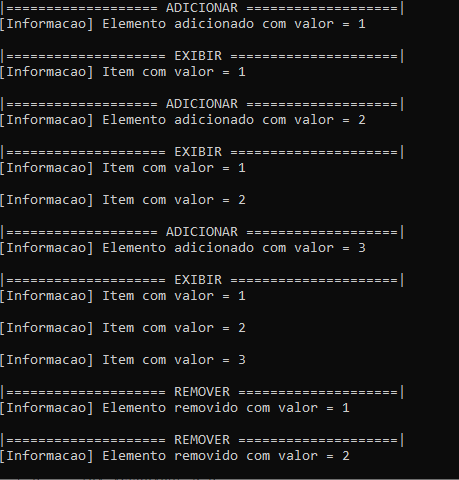 |=================== ADICIONAR ===================|
[Informacao] Elemento adicionado com valor = 1
|==================== EXIBIR =====================|
[Informacao] Item com valor = 1
|=================== ADICIONAR ===================|
[Informacao] Elemento adicionado com valor = 2
|==================== EXIBIR =====================|
[Informacao] Item com valor = 1
[Informacao] Item com valor = 2
|=================== ADICIONAR ===================|
[Informacao] Elemento adicionado com valor = 3
|==================== EXIBIR =====================|
[Informacao] Item com valor = 1
[Informacao] Item com valor = 2
[Informacao] Item com valor = 3
|==================== REMOVER ====================|
[Informacao] Elemento removido com valor = 1
|==================== REMOVER ====================|
[Informacao] Elemento removido com valor = 2